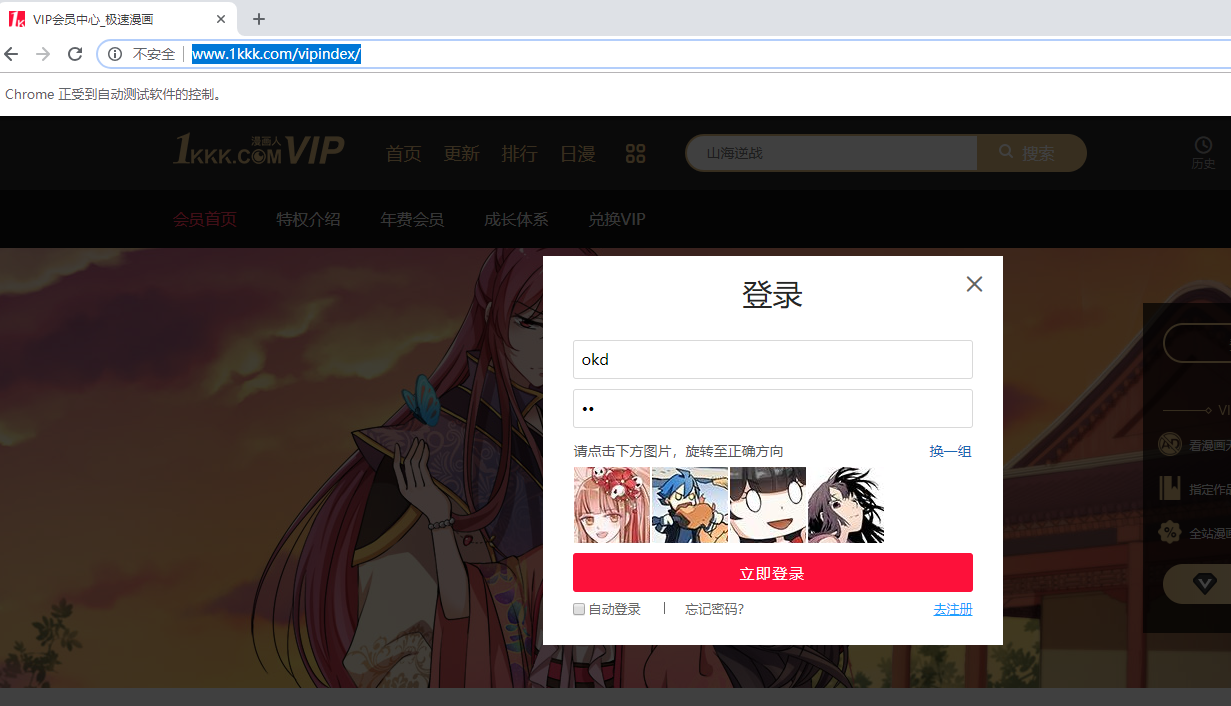 VIP会员中心_极速漫画
不安全 www.1kkk.com/vipindex/
Chrome 正受到自动测试软件的控制。
1KKK.COM 漫画人 VIP 首页 更新 排行 日漫 山海逆战 搜索 历史
会员首页 特权介绍 年费会员 成长体系 兑换VIP
登录
okd
••
请点击下方图片，旋转至正确方向 换一组
立即登录
自动登录 | 忘记密码? 去注册
VI
看漫画
指定作品
全站漫画